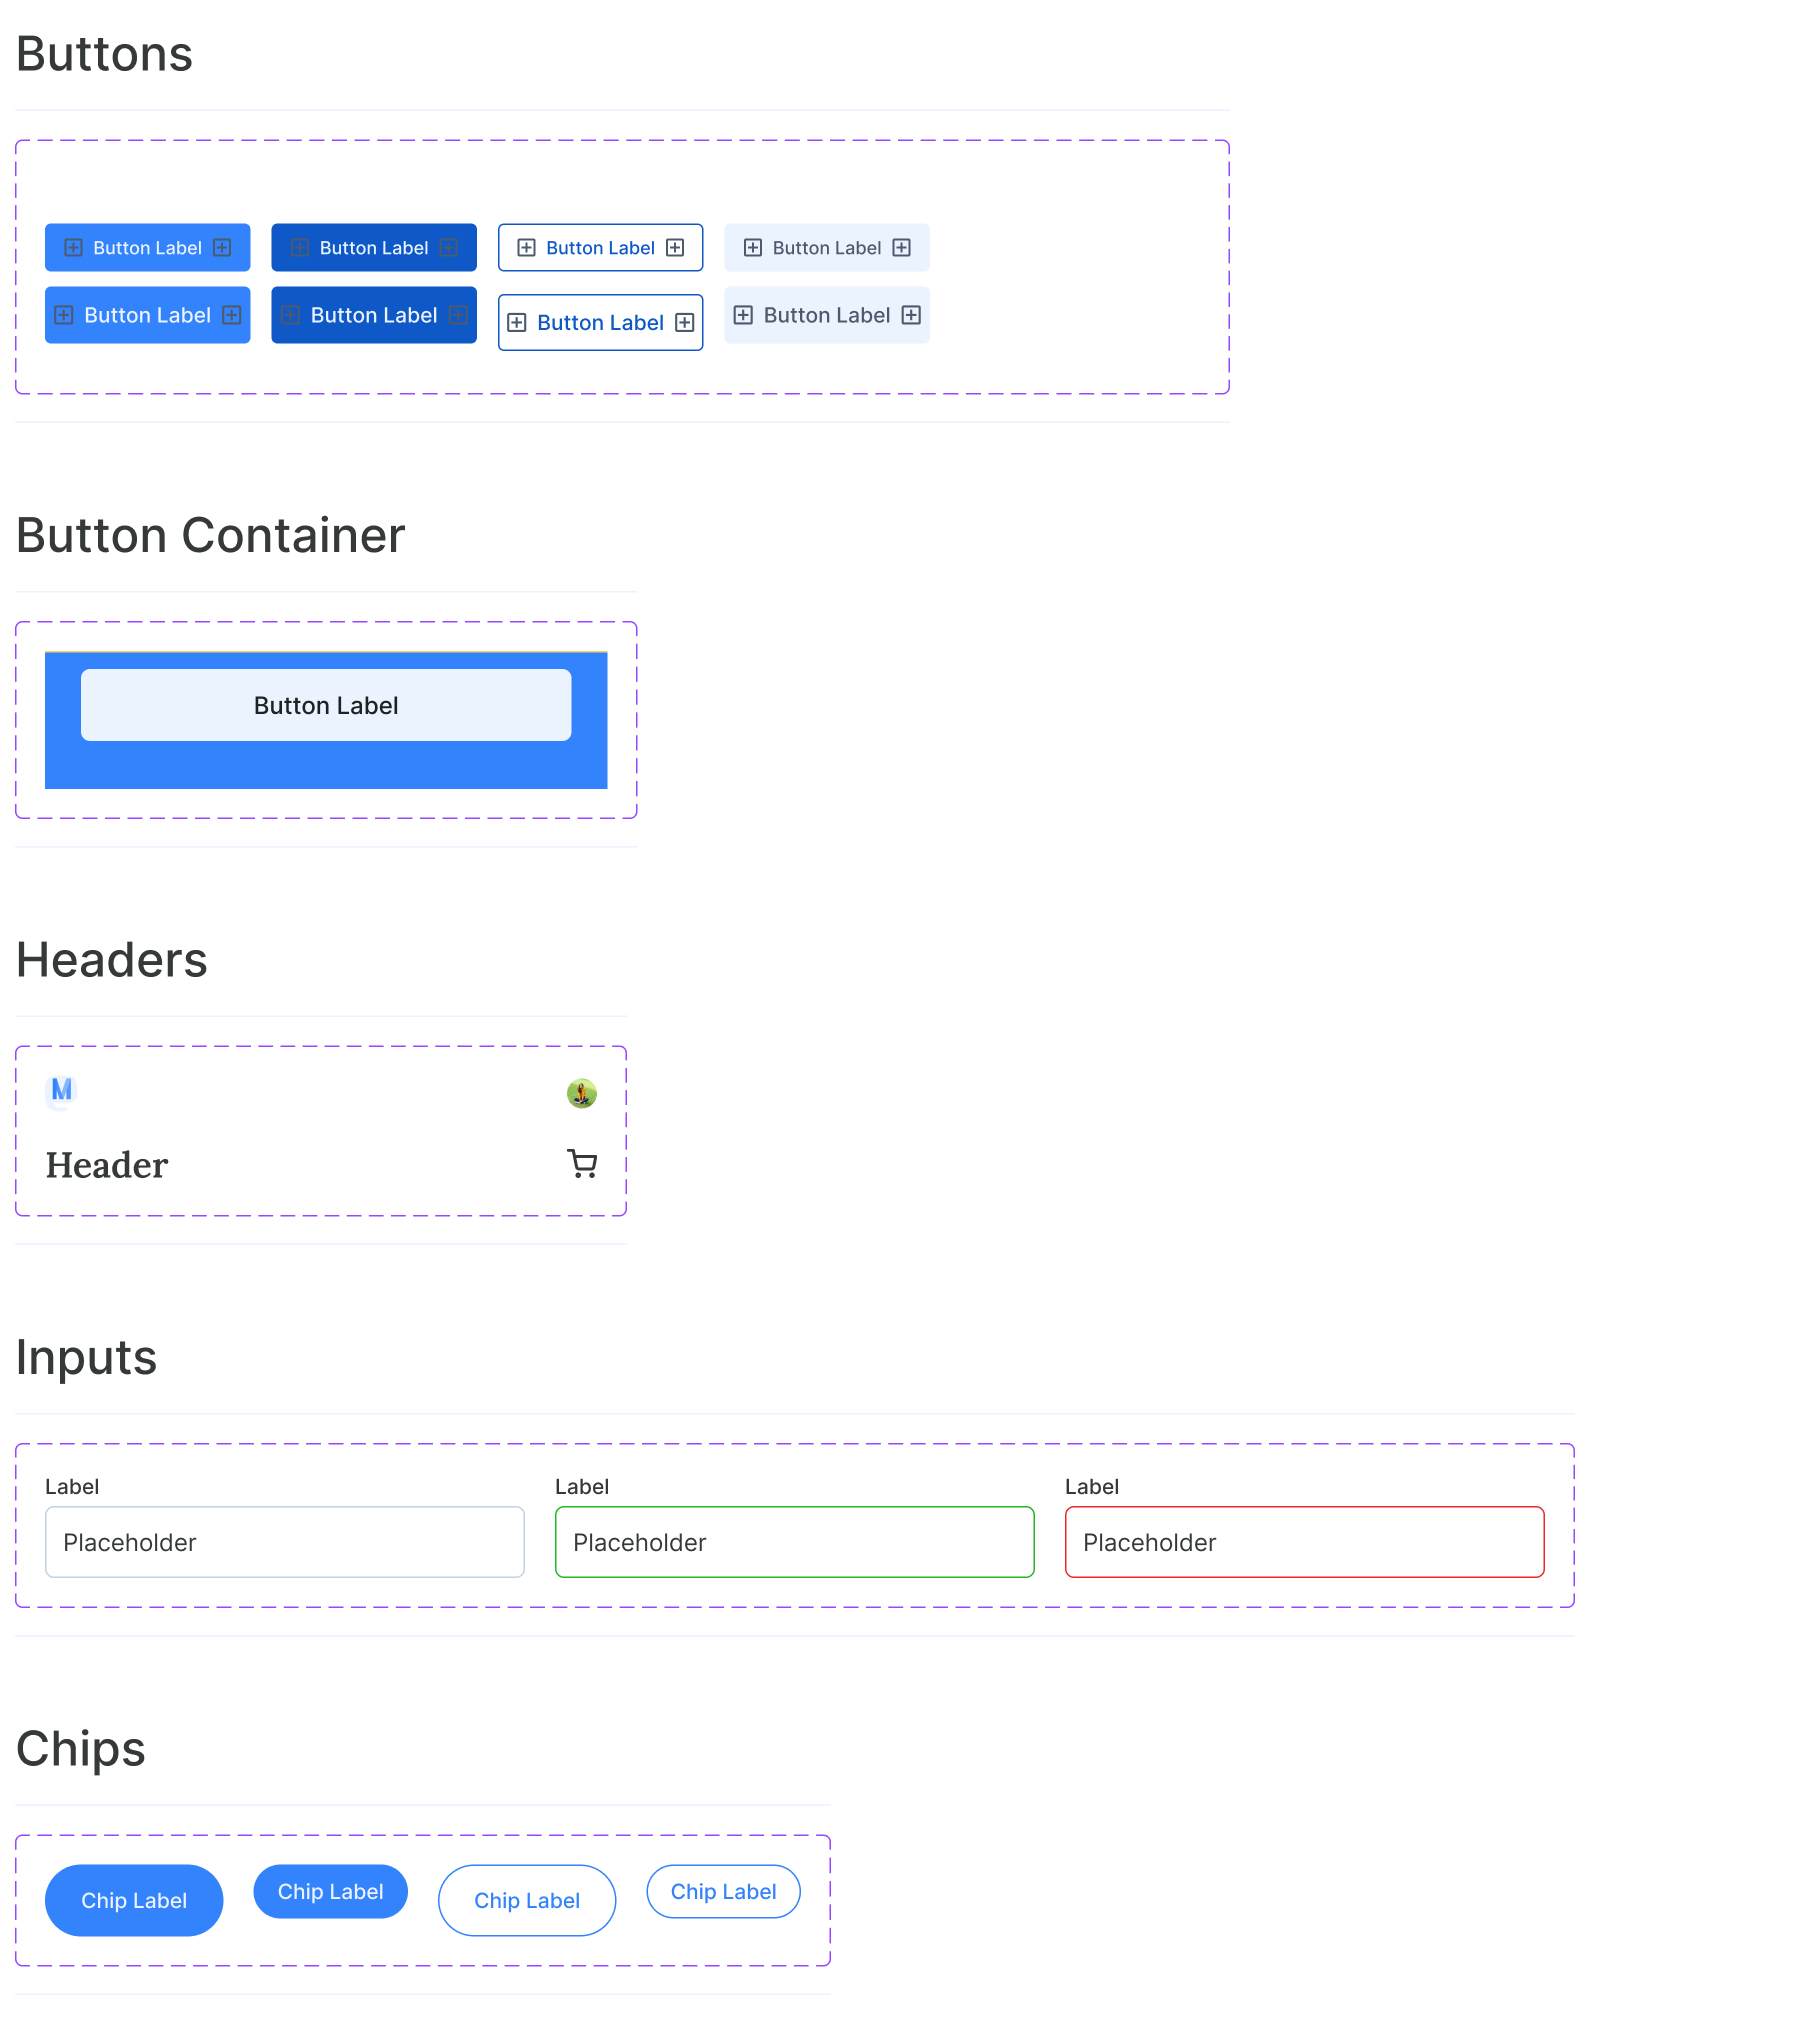 Buttons
Button Label Button Label Button Label Button Label
Button Label Button Label Button Label Button Label
Button Container
Button Label
Headers
M
Header
Inputs
Label Label Label
Placeholder Placeholder Placeholder
Chips
Chip Label Chip Label Chip Label Chip Label